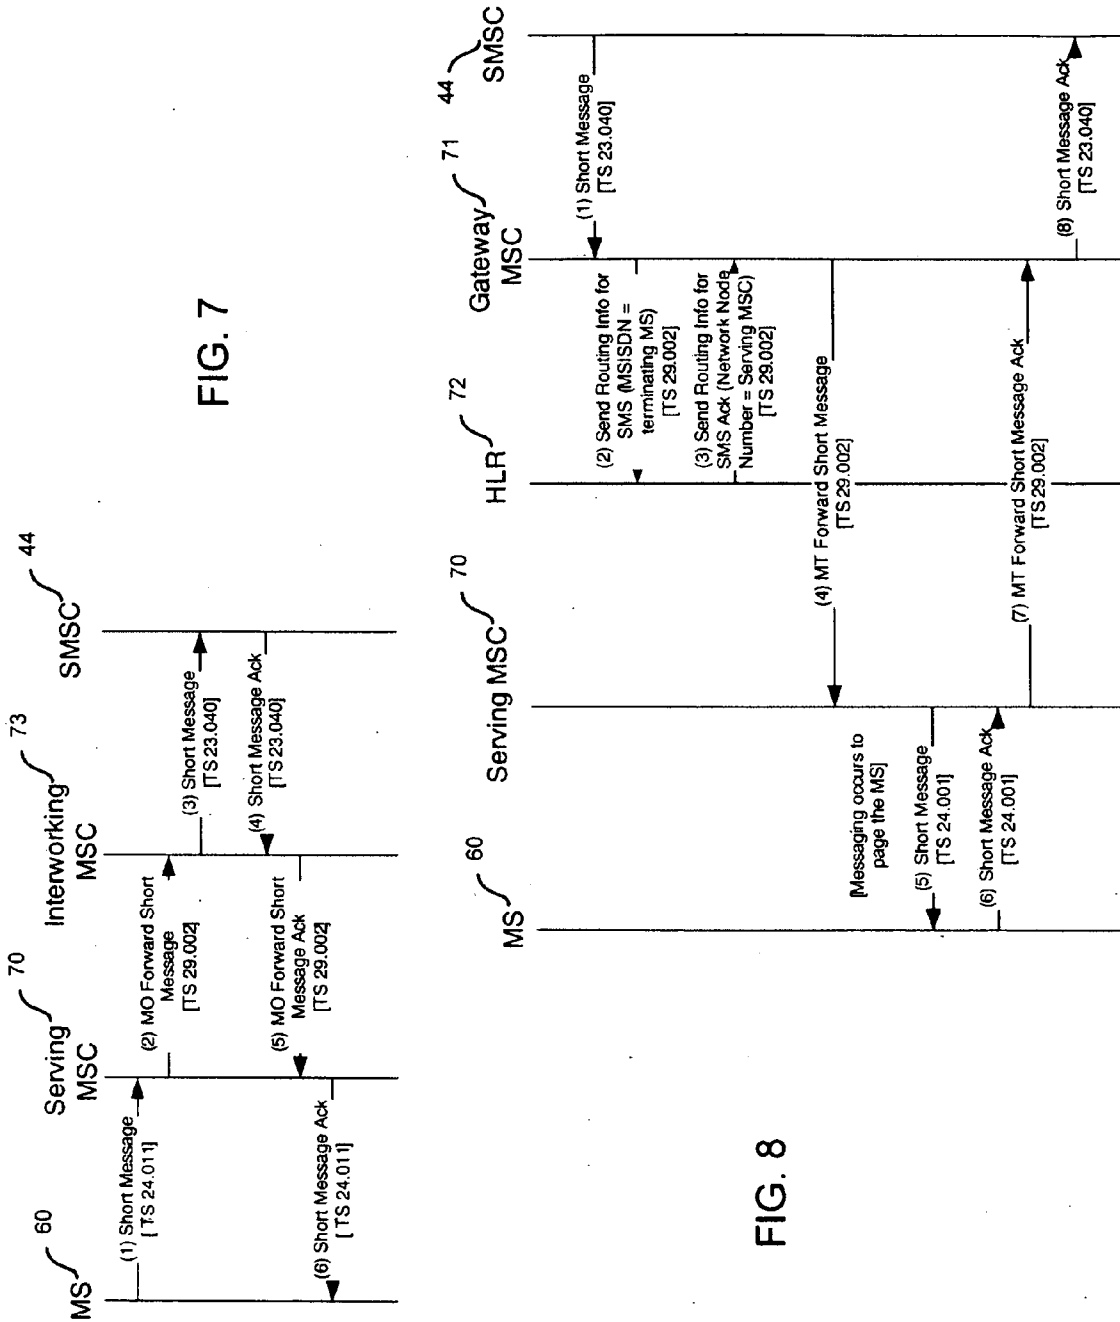 MS
60
Serving
MSC
70
Interworking
MSC
73
SMSC
44
(1) Short Message
[ TS 24.011]
(2) MO Forward Short
Message
[TS 29.002]
(3) Short Message
[TS 23.040]
(4) Short Message Ack
[TS 23.040]
(5) MO Forward Short
Message Ack
[TS 29.002]
(6) Short Message Ack
[ TS 24.011]
FIG. 7
MS
60
Serving MSC
70
HLR
72
Gateway
MSC
71
SMSC
44
(1) Short Message
[TS 23.040]
(2) Send Routing Info for
SMS (MSISDN =
terminating MS)
[TS 29.002]
(3) Send Routing Info for
SMS Ack (Network Node
Number = Serving MSC)
[TS 29.002]
(4) MT Forward Short Message
[TS 29.002]
[Messaging occurs to
page the MS]
(5) Short Message
[TS 24.001]
(6) Short Message Ack
[TS 24.001]
(7) MT Forward Short Message Ack
[TS 29.002]
(8) Short Message Ack
[TS 23.040]
FIG. 8